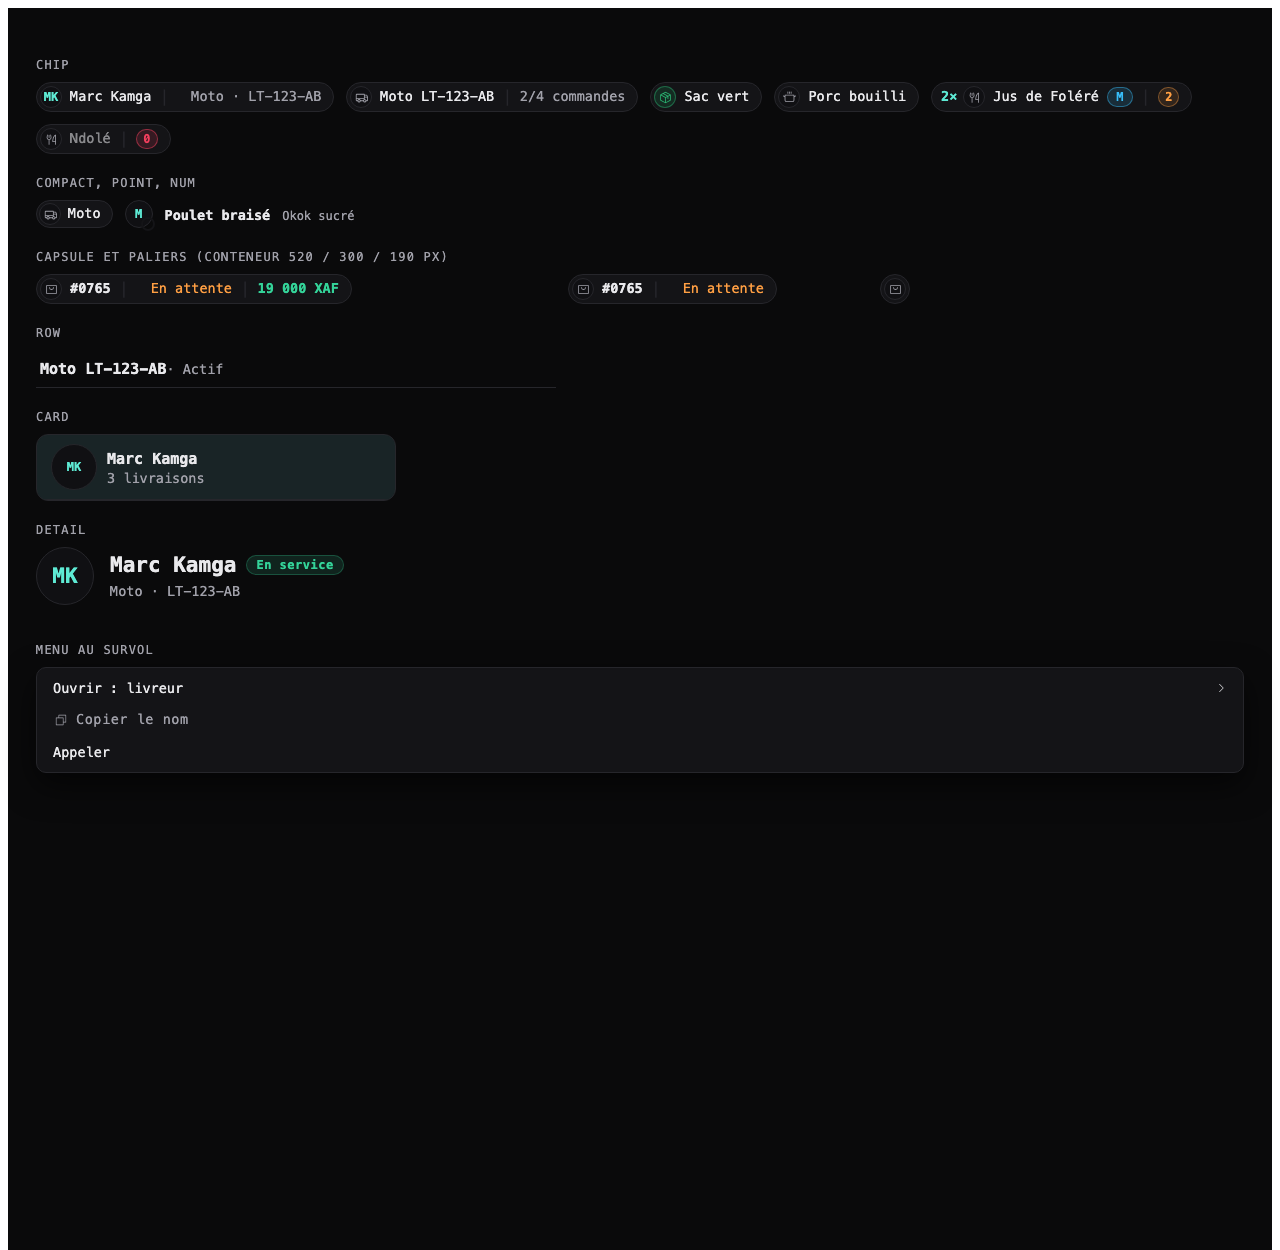 CHIP
MK Marc Kamga Moto · LT-123-AB Moto LT-123-AB 2/4 commandes Sac vert Porc bouilli 2× Jus de Foléré M 2
Ndolé 0
COMPACT, POINT, NUM
Moto M Poulet braisé Okok sucré
CAPSULE ET PALIERS (CONTENEUR 520 / 300 / 190 PX)
#0765 En attente 19 000 XAF #0765 En attente
ROW
Moto LT-123-AB· Actif
CARD
MK Marc Kamga
3 livraisons
DETAIL
MK Marc Kamga En service
Moto · LT-123-AB
MENU AU SURVOL
Ouvrir : livreur
Copier le nom
Appeler